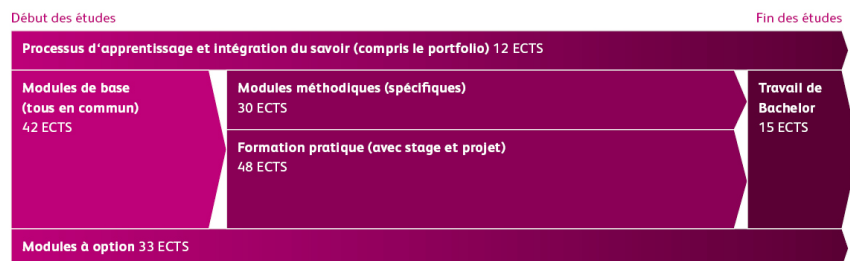 Début des études
Fin des études
Processus d'apprentissage et intégration du savoir (compris le portfolio) 12 ECTS
Modules de base
(tous en commun)
42 ECTS
Modules méthodiques (spécifiques)
30 ECTS
Formation pratique (avec stage et projet)
48 ECTS
Travail de
Bachelor
15 ECTS
Modules à option 33 ECTS